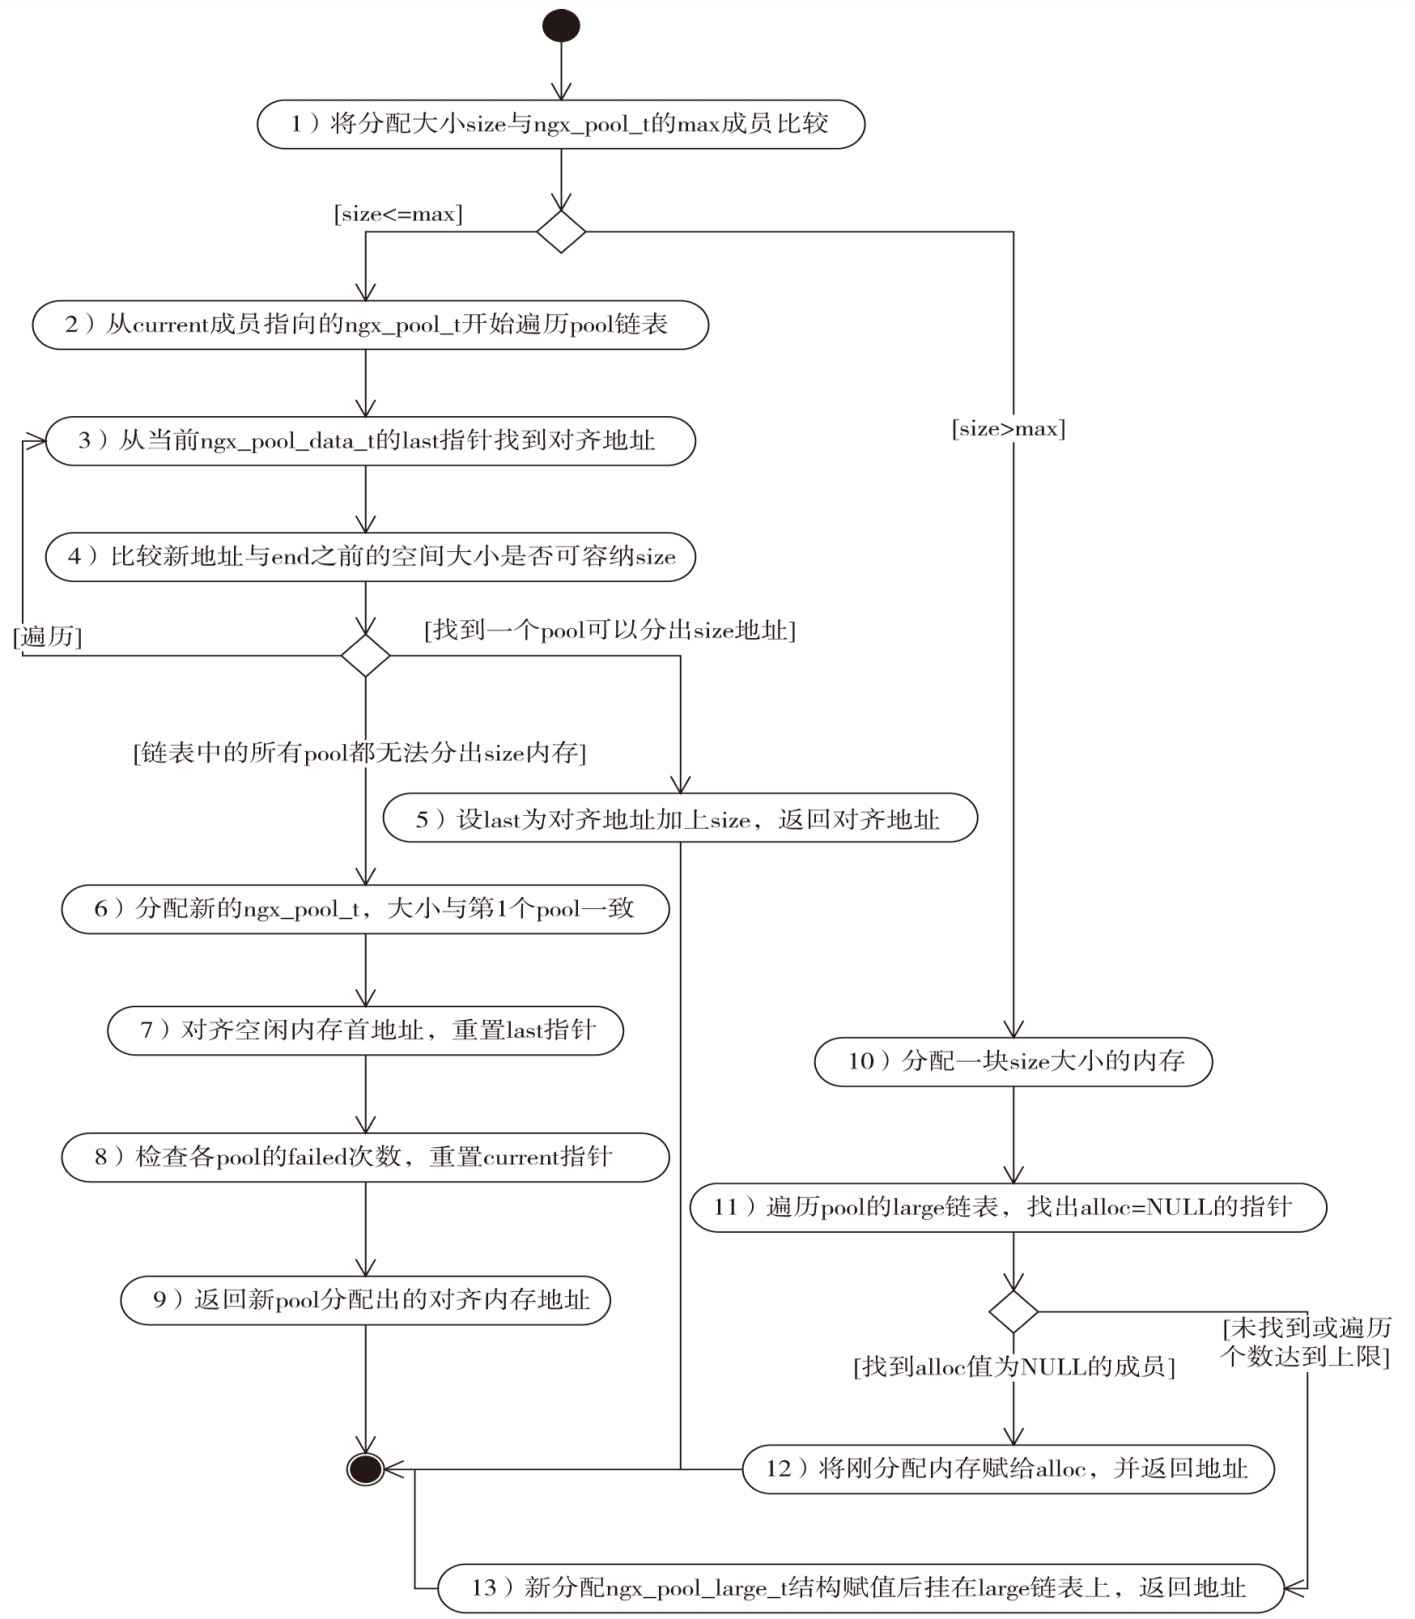 1）将分配大小size与ngx_pool_t的max成员比较
[size<=max]
2）从current成员指向的ngx_pool_t开始遍历pool链表
[size>max]
3）从当前ngx_pool_data_t的last指针找到对齐地址
4）比较新地址与end之前的空间大小是否可容纳size
[遍历]
[找到一个pool可以分出size地址]
[链表中的所有pool都无法分出size内存]
5）设last为对齐地址加上size，返回对齐地址
6）分配新的ngx_pool_t，大小与第1个pool一致
7）对齐空闲内存首地址，重置last指针
10）分配一块size大小的内存
8）检查各pool的failed次数，重置current指针
11）遍历pool的large链表，找出alloc=NULL的指针
9）返回新pool分配出的对齐内存地址
[未找到或遍历
个数达到上限]
[找到alloc值为NULL的成员]
12）将刚分配内存赋给alloc，并返回地址
13）新分配ngx_pool_large_t结构赋值后挂在large链表上，返回地址